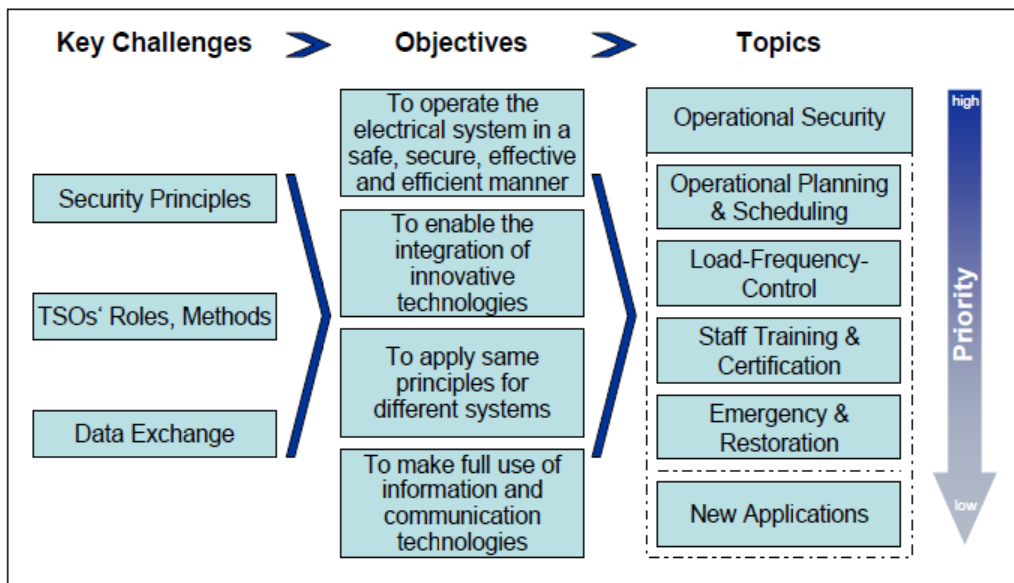 Key Challenges
Objectives
Topics
Security Principles
TSOs‘ Roles, Methods
Data Exchange
To operate the
electrical system in a
safe, secure, effective
and efficient manner
To enable the
integration of
innovative
technologies
To apply same
principles for
different systems
To make full use of
information and
communication
technologies
Operational Security
Operational Planning
& Scheduling
Load-Frequency-
Control
Staff Training &
Certification
Emergency &
Restoration
New Applications
high
Priority
low